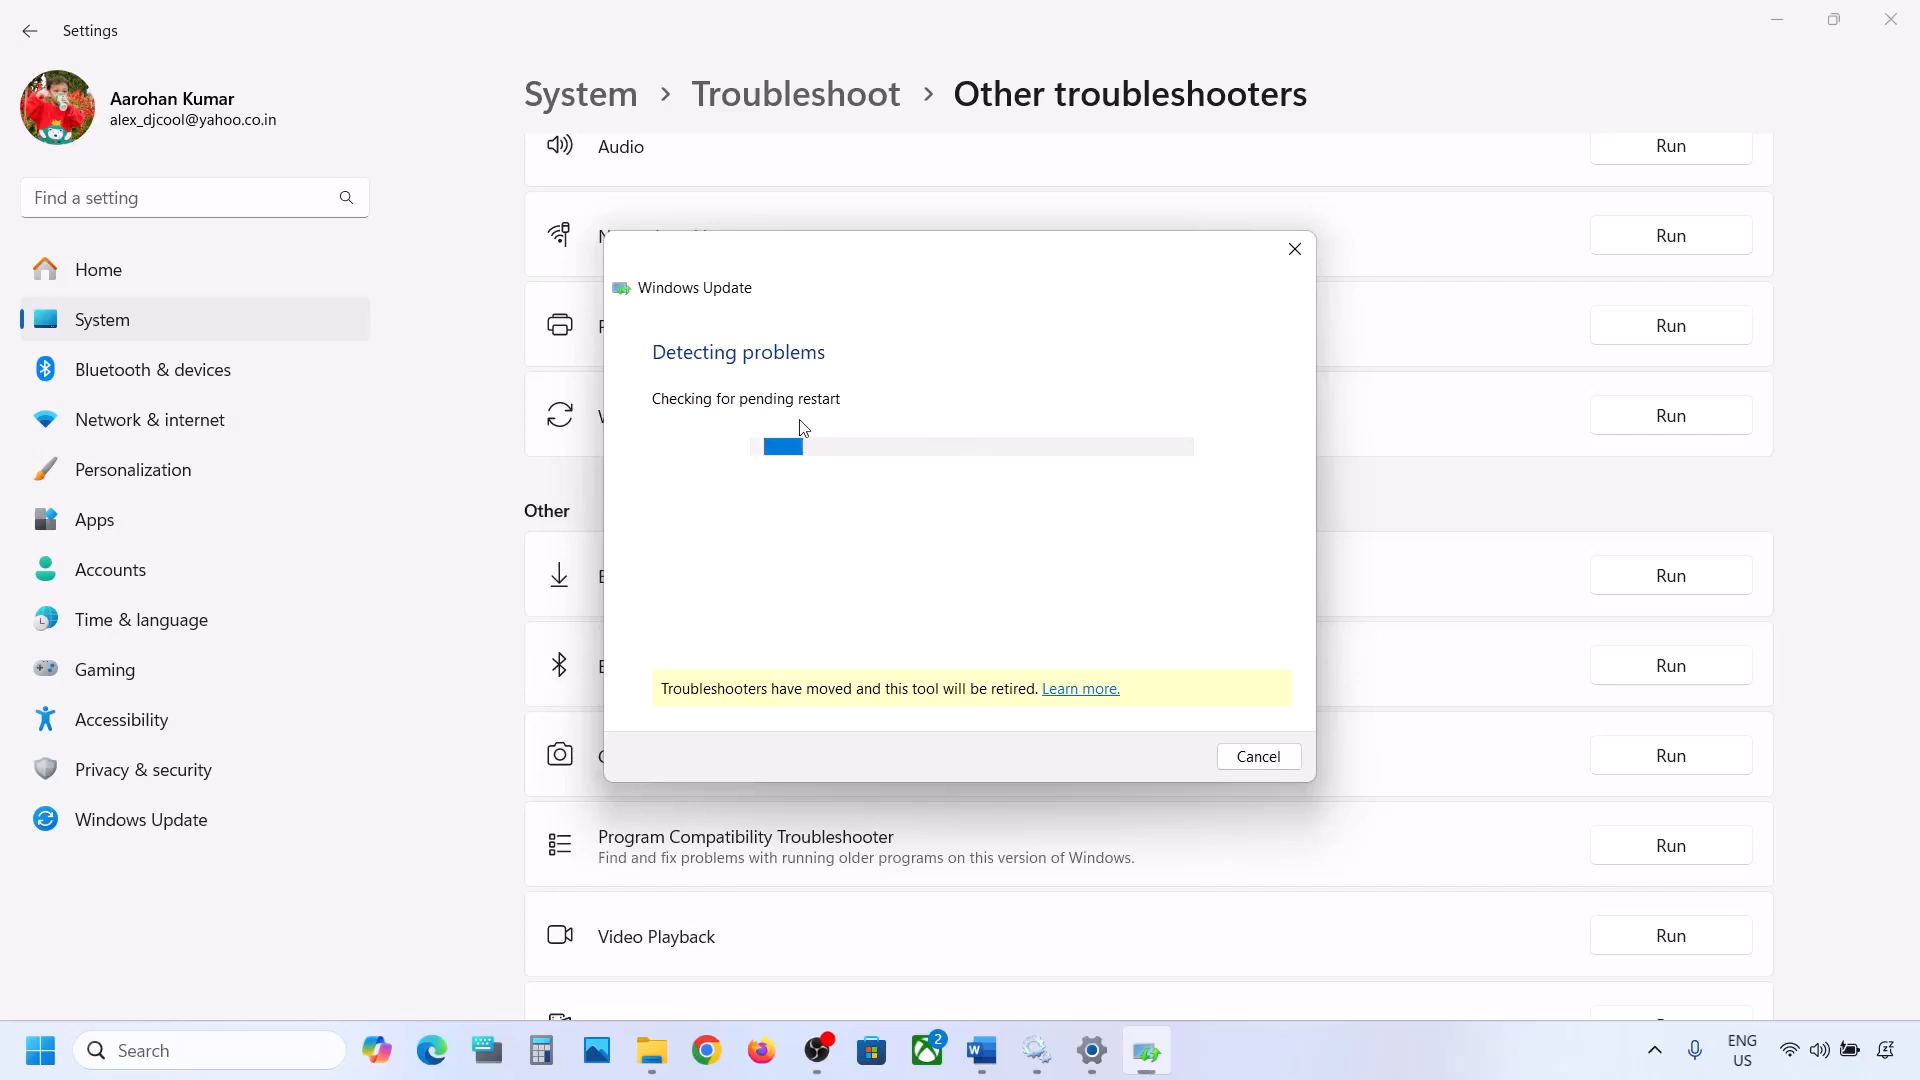 Settings
Aarohan Kumar
alex_djcool@yahoo.co.in
Find a setting
Home
System
Bluetooth & devices
Network & internet
Personalization
Apps
Accounts
Time & language
Gaming
Accessibility
Privacy & security
Windows Update
System > Troubleshoot > Other troubleshooters
Audio
Run
Run
Run
Run
Windows Update
Detecting problems
Checking for pending restart
Troubleshooters have moved and this tool will be retired. Learn more.
Cancel
Other
Run
Run
Run
Program Compatibility Troubleshooter
Find and fix problems with running older programs on this version of Windows.
Run
Video Playback
Run
Search
2
ENG
US